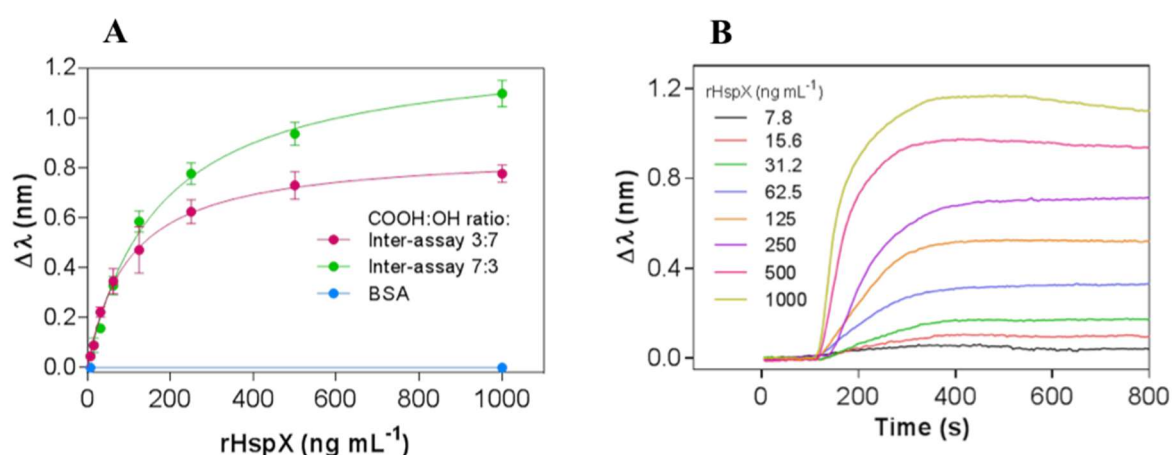 A
Δλ (nm)
1.2
1.0
0.8
0.6
0.4
0.2
0.0
COOH:OH ratio:
Inter-assay 3:7
Inter-assay 7:3
BSA
0 200 400 600 800 1000
rHspX (ng mL-1)
B
Δλ (nm)
1.2
0.8
0.4
0.0
rHspX (ng mL-1)
7.8
15.6
31.2
62.5
125
250
500
1000
0 200 400 600 800
Time (s)